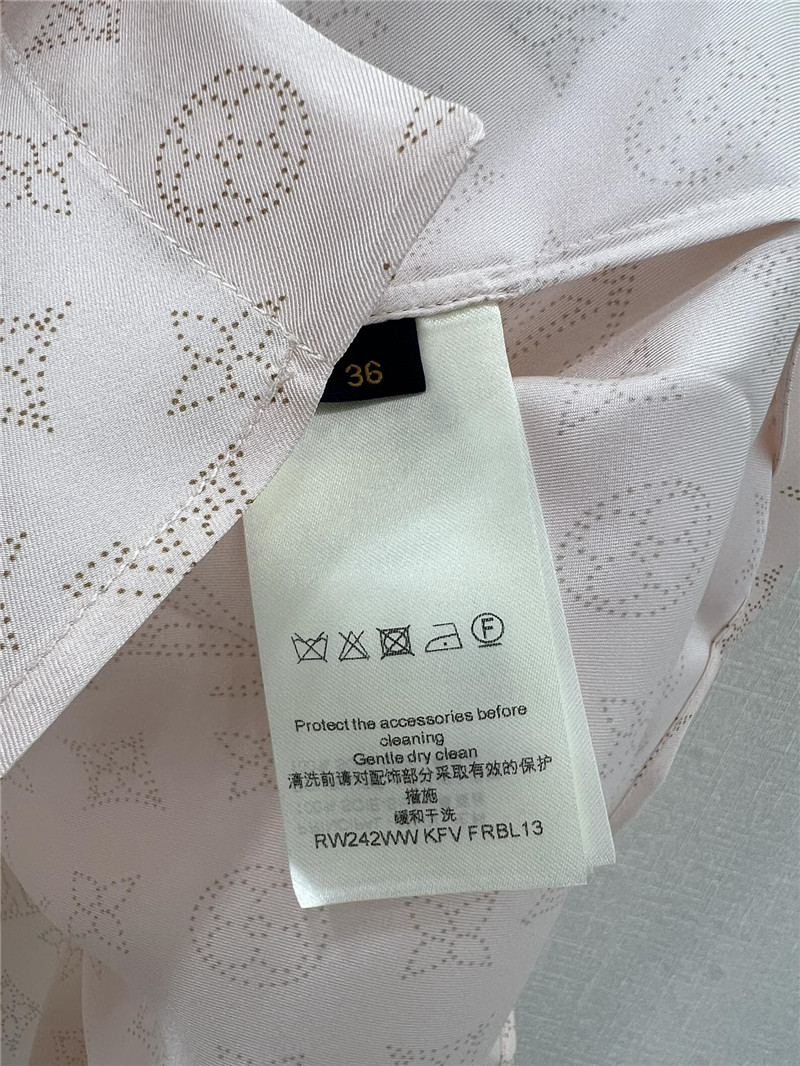 36
F
Protect the accessories before
cleaning
Gentle dry clean
清洗前请对配饰部分采取有效的保护
措施
缓和干洗
RW242WW KFV FRBL13